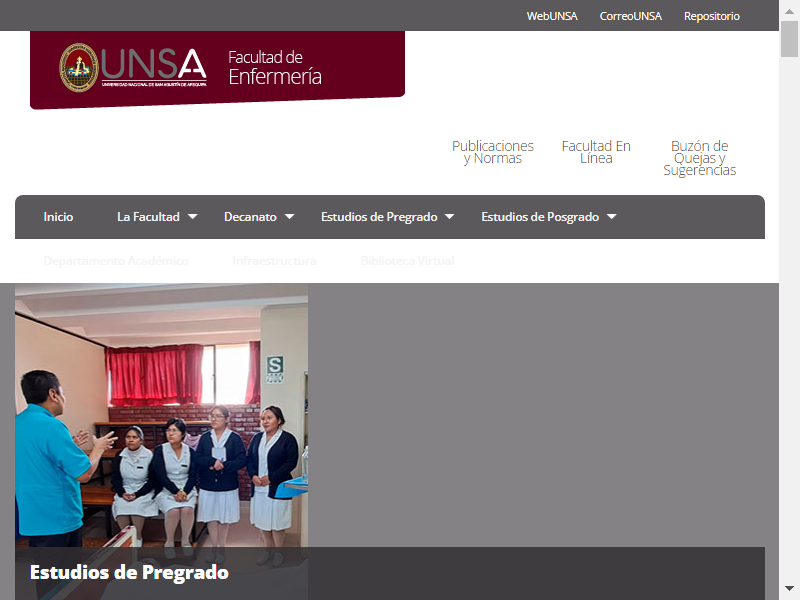 WebUNSA CorreoUNSA Repositorio
UNSA
UNIVERSIDAD NACIONAL DE SAN AGUSTÍN DE AREQUIPA
Facultad de
Enfermería
Publicaciones
y Normas
Facultad En
Línea
Buzón de
Quejas y
Sugerencias
Inicio La Facultad Decanato Estudios de Pregrado Estudios de Posgrado
Departamento Académico Infraestructura Biblioteca Virtual
S
Estudios de Pregrado